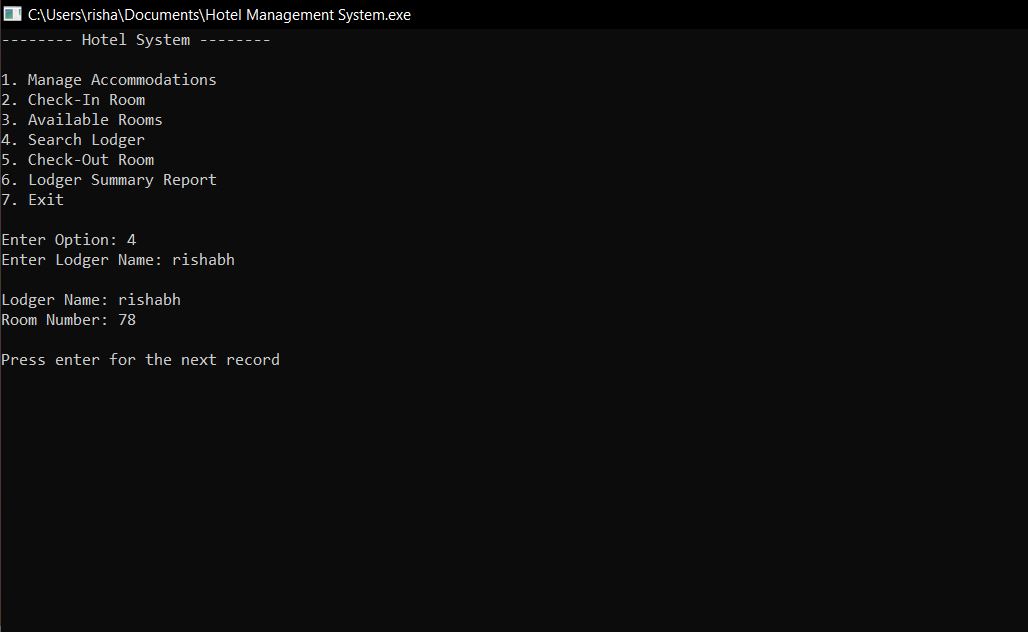 C:\Users\risha\Documents\Hotel Management System.exe
-------- Hotel System --------
1. Manage Accommodations
2. Check-In Room
3. Available Rooms
4. Search Lodger
5. Check-Out Room
6. Lodger Summary Report
7. Exit
Enter Option: 4
Enter Lodger Name: rishabh
Lodger Name: rishabh
Room Number: 78
Press enter for the next record